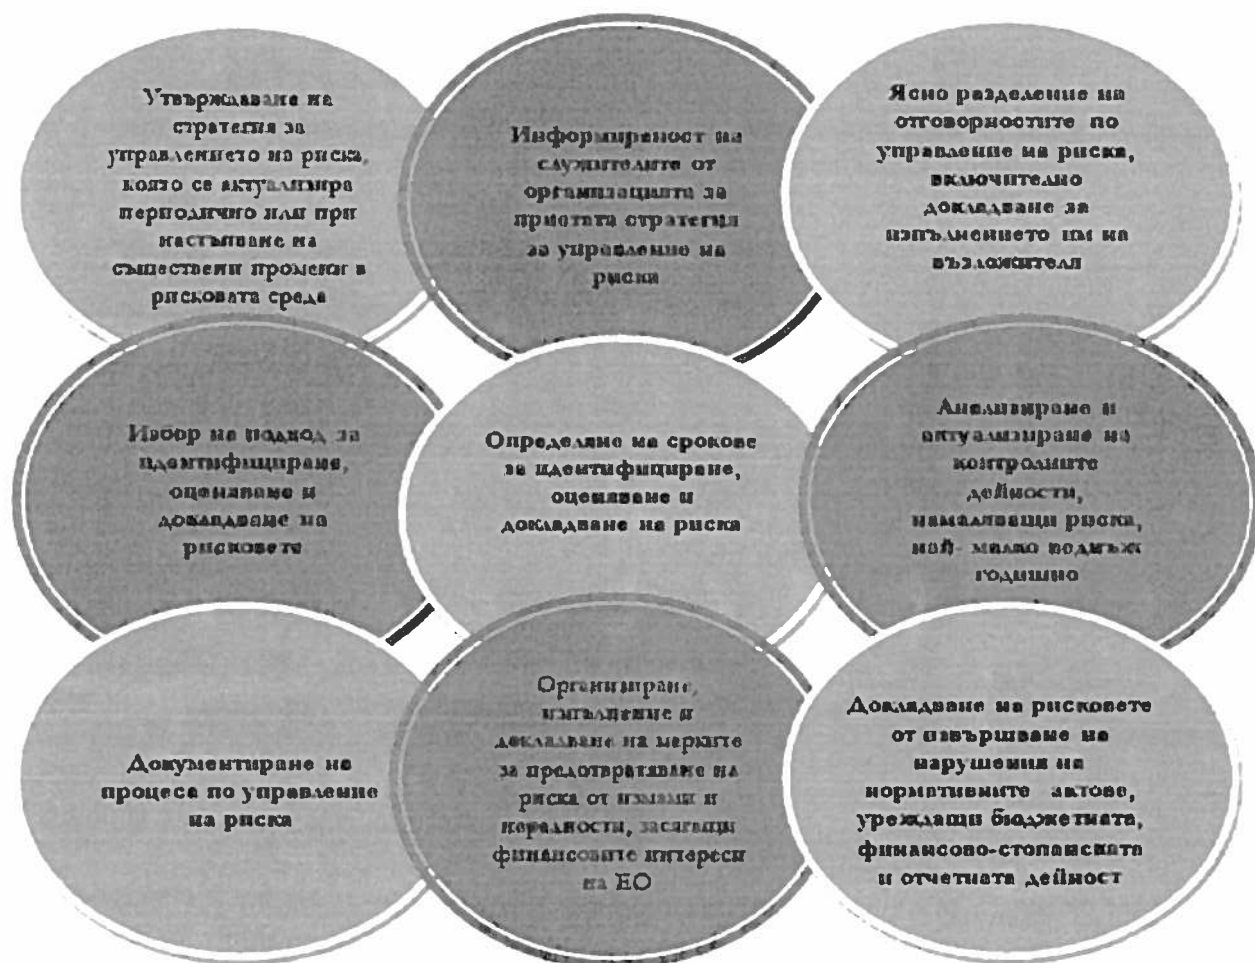 Утвърждаване на
стратегия за
управлението на риска,
която се актуализира
периодично или при
настъпване на
съществени промени в
рисковата среда
Информираност на
служителите от
организацията за
приетата стратегия
за управление на
риска
Ясно разделение на
отговорностите по
управление на риска,
включително
докладване за
изпълнението им на
възложителя
Избор на подход за
идентифициране,
оценяване и
докладване на
рисковете
Определяне на срокове
за идентифициране,
оценяване и
докладване на риска
Анализиране и
актуализиране на
контролните
дейности,
намаляващи риска,
най- малко веднъж
годишно
Документиране на
процеса по управление
на риска
Организиране,
изпълнение и
докладване на мерките
за предотвратяване на
риска от измами и
нередности, засягащи
финансовите интереси
на ЕО
Докладване на рисковете
от извършване на
нарушения на
нормативните актове,
уреждащи бюджетната,
финансово-стопанската
и отчетната дейност